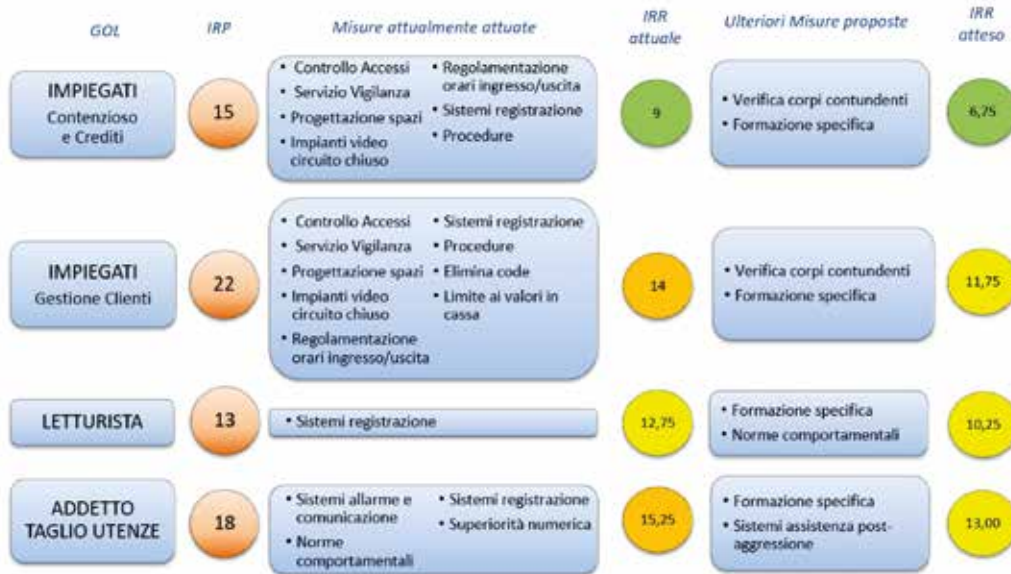 GOL IRP Misure attualmente attuate IRR attuale Ulteriori Misure proposte IRR atteso
IMPIEGATI
Contenzioso
e Crediti
15
• Controllo Accessi
• Servizio Vigilanza
• Progettazione spazi
• Impianti video
circuito chiuso
• Regolamentazione
orari ingresso/uscita
• Sistemi registrazione
• Procedure
9
• Verifica corpi contundenti
• Formazione specifica
6,75
IMPIEGATI
Gestione Clienti
22
• Controllo Accessi
• Servizio Vigilanza
• Progettazione spazi
• Impianti video
circuito chiuso
• Regolamentazione
orari ingresso/uscita
• Sistemi registrazione
• Procedure
• Elimina code
• Limite ai valori in
cassa
14
• Verifica corpi contundenti
• Formazione specifica
11,75
LETTURISTA
13
• Sistemi registrazione
12,75
• Formazione specifica
• Norme comportamentali
10,25
ADDETTO
TAGLIO UTENZE
18
• Sistemi allarme e
comunicazione
• Norme
comportamentali
• Sistemi registrazione
• Superiorità numerica
15,25
• Formazione specifica
• Sistemi assistenza post-
aggressione
13,00